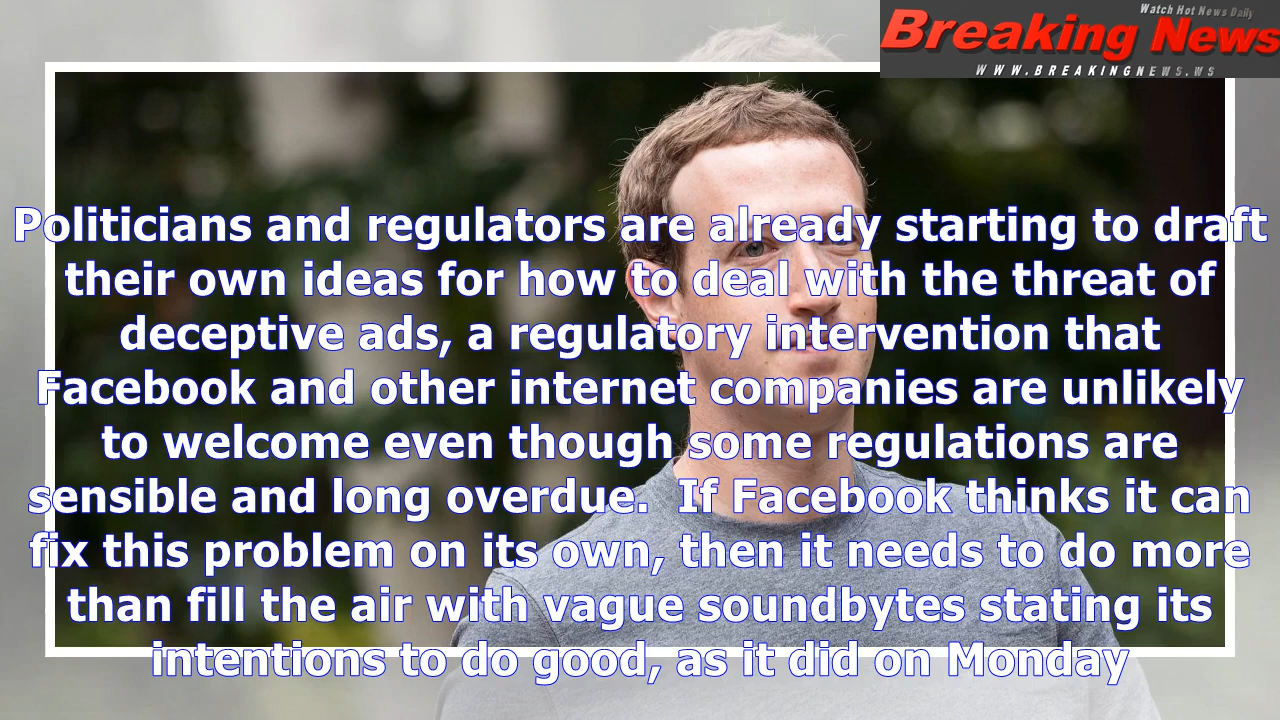 Watch Hot News Daily
Breaking News
WWW.BREAKINGNEWS.WS
Politicians and regulators are already starting to draft
their own ideas for how to deal with the threat of
deceptive ads, a regulatory intervention that
Facebook and other internet companies are unlikely
to welcome even though some regulations are
sensible and long overdue.  If Facebook thinks it can
fix this problem on its own, then it needs to do more
than fill the air with vague soundbytes stating its
intentions to do good, as it did on Monday